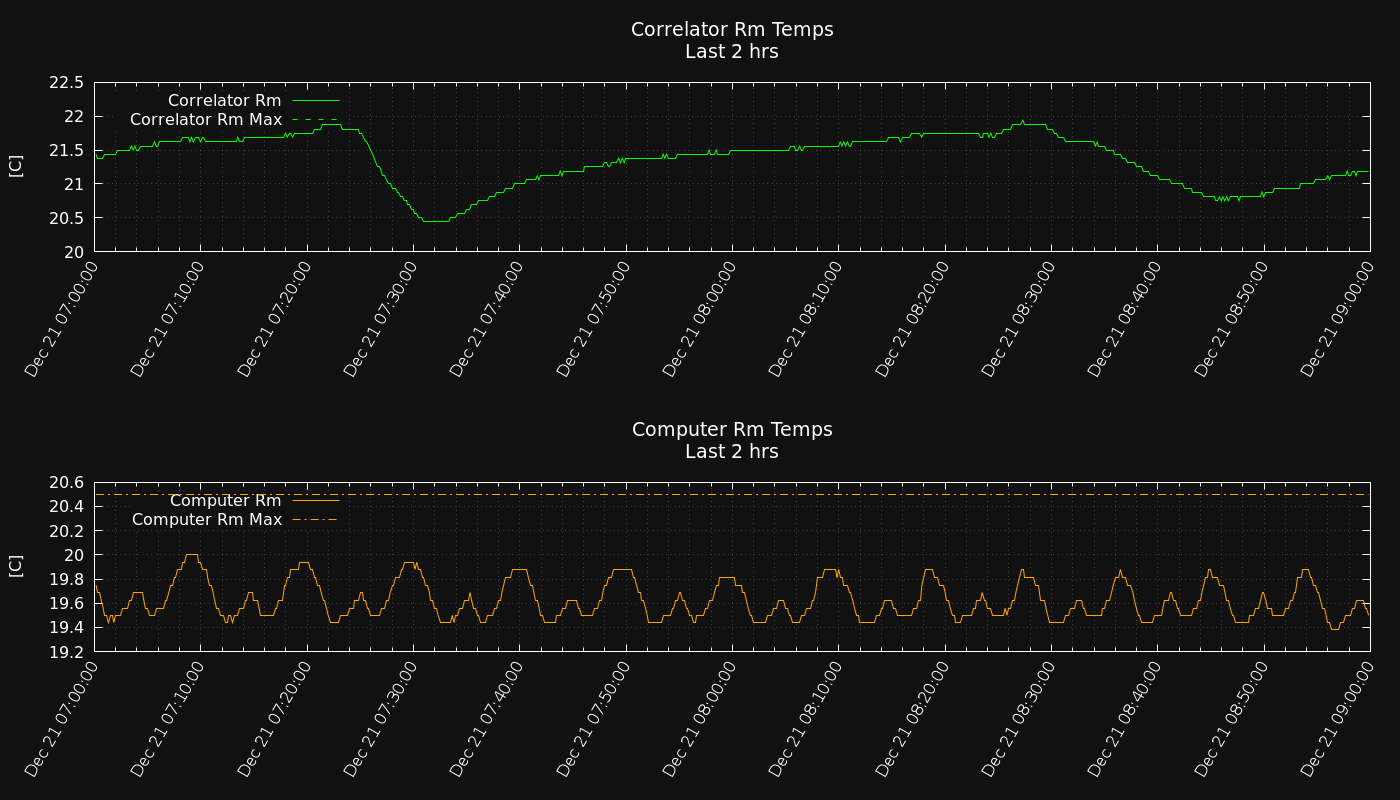 Correlator Rm Temps
Last 2 hrs
22.5
22
21.5
21
20.5
20
[C]
Correlator Rm
Correlator Rm Max
Dec 21 07:00:00
Dec 21 07:10:00
Dec 21 07:20:00
Dec 21 07:30:00
Dec 21 07:40:00
Dec 21 07:50:00
Dec 21 08:00:00
Dec 21 08:10:00
Dec 21 08:20:00
Dec 21 08:30:00
Dec 21 08:40:00
Dec 21 08:50:00
Dec 21 09:00:00
Computer Rm Temps
Last 2 hrs
20.6
20.4
20.2
20
19.8
19.6
19.4
19.2
[C]
Computer Rm
Computer Rm Max
Dec 21 07:00:00
Dec 21 07:10:00
Dec 21 07:20:00
Dec 21 07:30:00
Dec 21 07:40:00
Dec 21 07:50:00
Dec 21 08:00:00
Dec 21 08:10:00
Dec 21 08:20:00
Dec 21 08:30:00
Dec 21 08:40:00
Dec 21 08:50:00
Dec 21 09:00:00